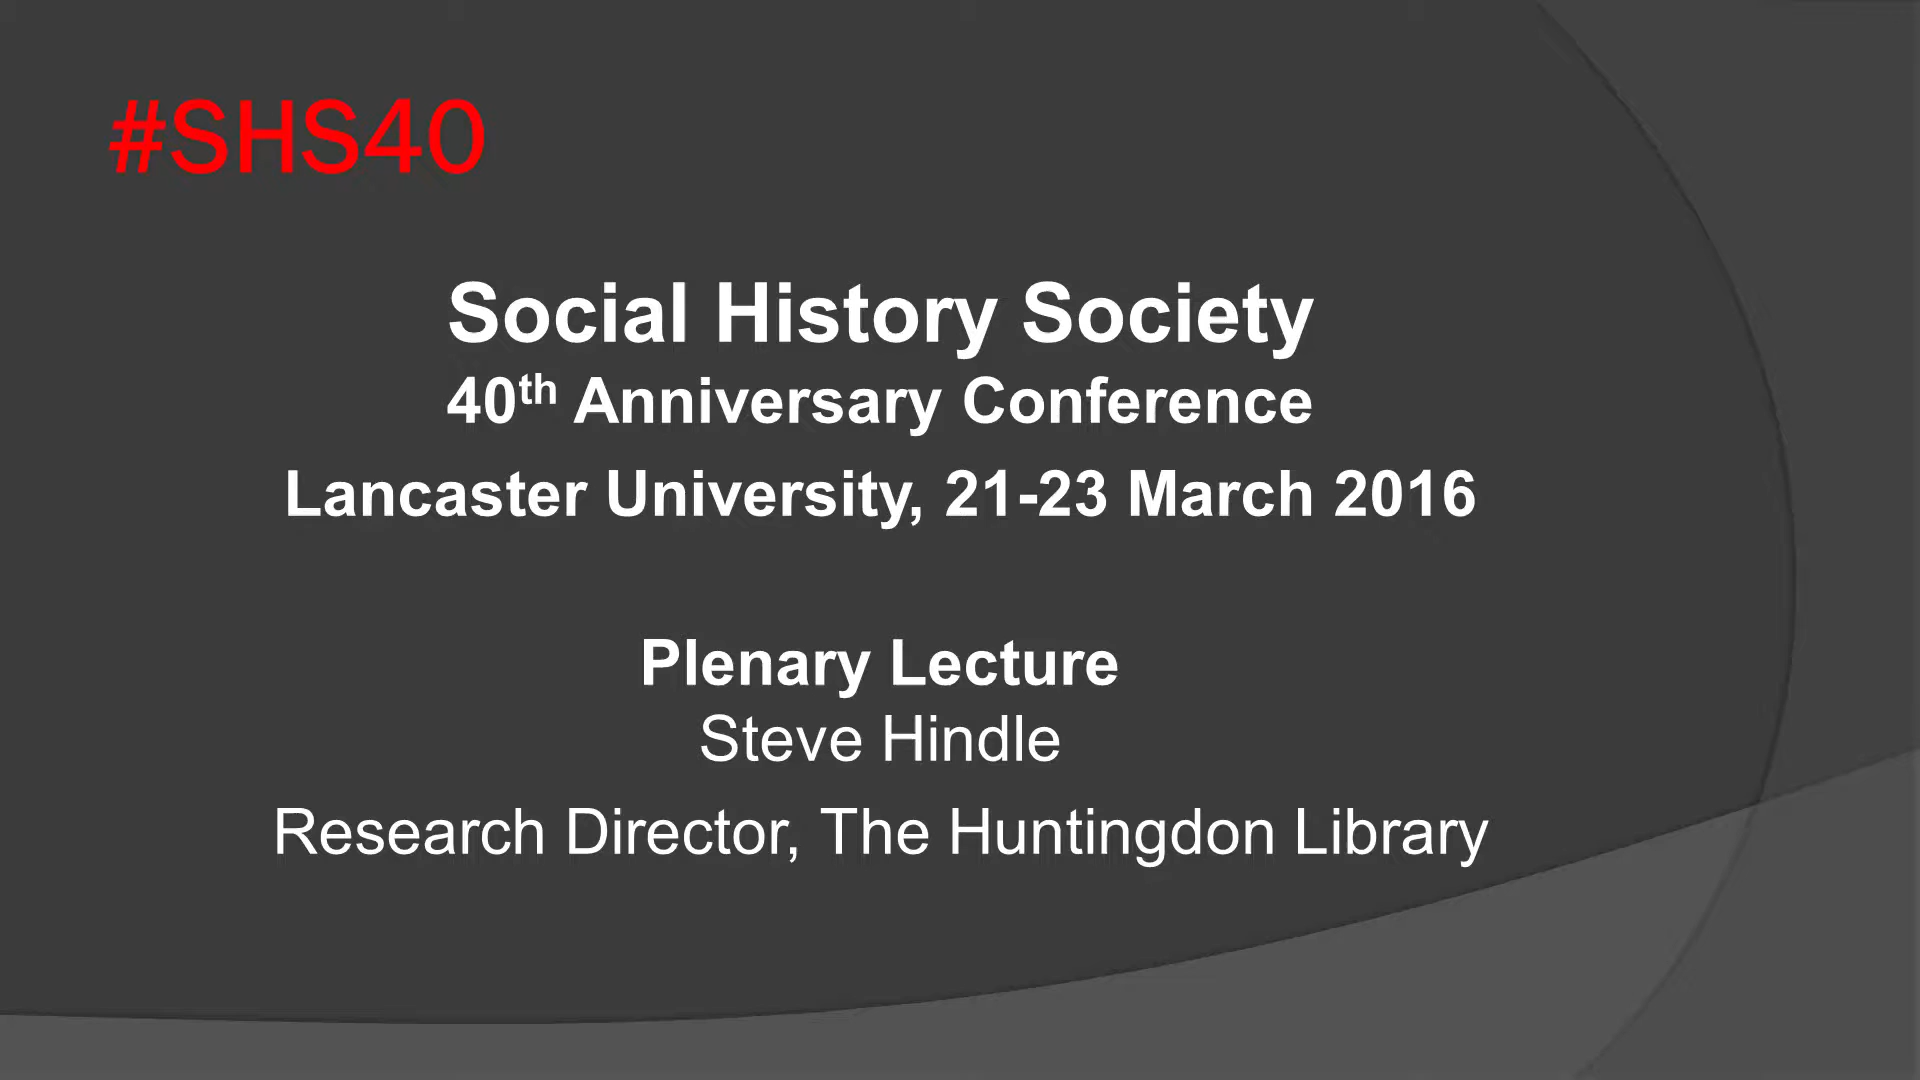 #SHS40
Social History Society
40th Anniversary Conference
Lancaster University, 21-23 March 2016
Plenary Lecture
Steve Hindle
Research Director, The Huntingdon Library